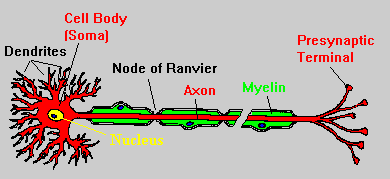 Cell Body
(Soma)
Dendrites
Node of Ranvier
Axon
Myelin
Presynaptic
Terminal
Nucleus